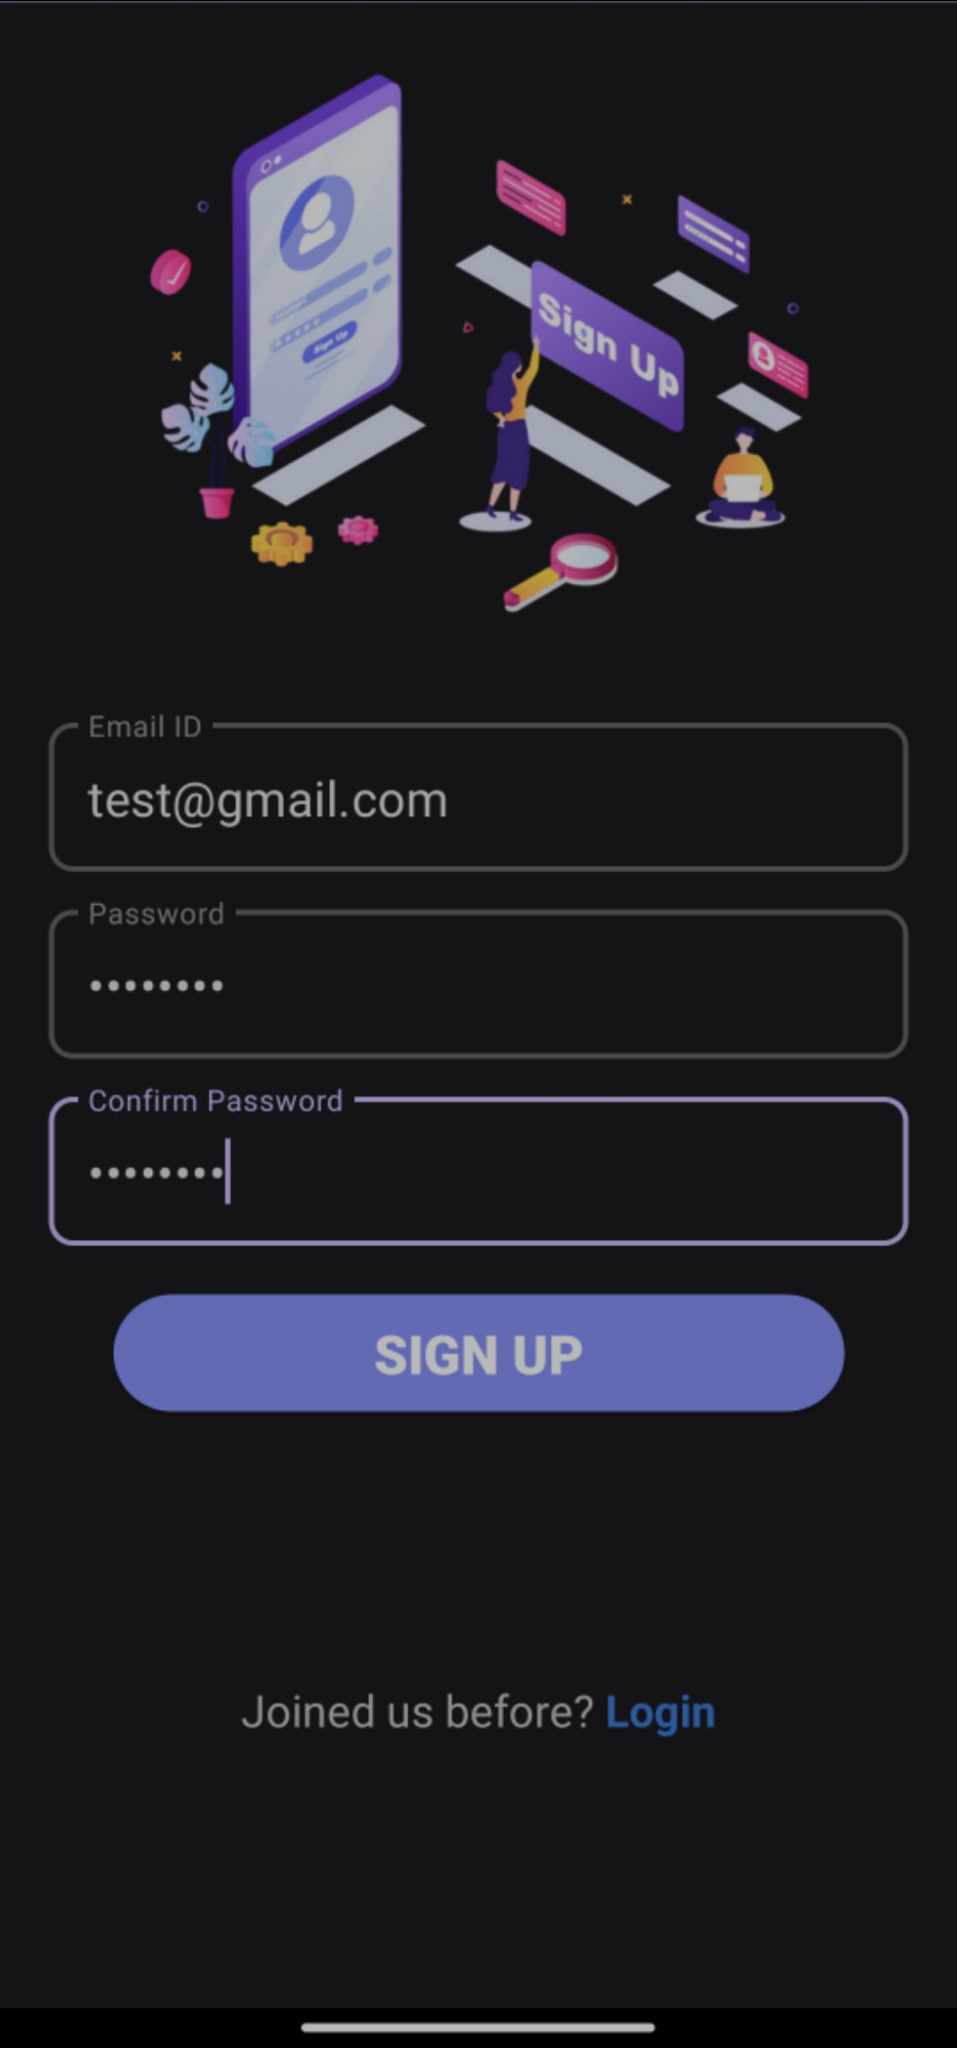 Sign Up
Sign Up
Email ID
test@gmail.com
Password
••••••••
Confirm Password
••••••••
SIGN UP
Joined us before? Login